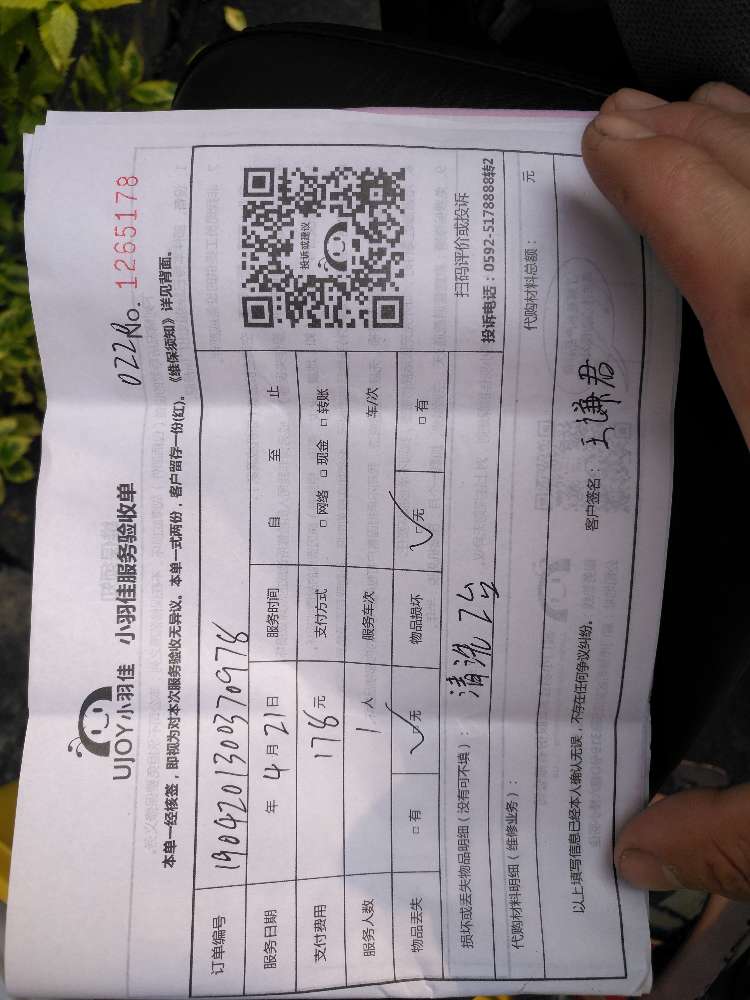 UJOY小羽佳 小羽佳服务验收单
022 No. 1265178
本单一经核签，即视为对本次服务验收无异议。本单一式两份，客户留存一份(红)。《维保须知》详见背面。
订单编号 1904201300370978
服务日期 年 4 月 21 日 服务时间 自 至 止
支付费用 178 元 支付方式 □ 网络 □ 现金 □ 转账
服务人数 1 人 服务车次 车/次
物品丢失 □ 有 □ 无 ✓ 物品损坏 □ 无 ✓ □ 有
损坏或丢失物品明细（没有可不填）： 清洗2台
代购材料明细（维修业务）： 代购材料总额： 元
投诉或建议
扫码评价或投诉
投诉电话：0592-5178888转2
以上填写信息已经本人确认无误，不存在任何争议纠纷。 客户签名： 王谦君